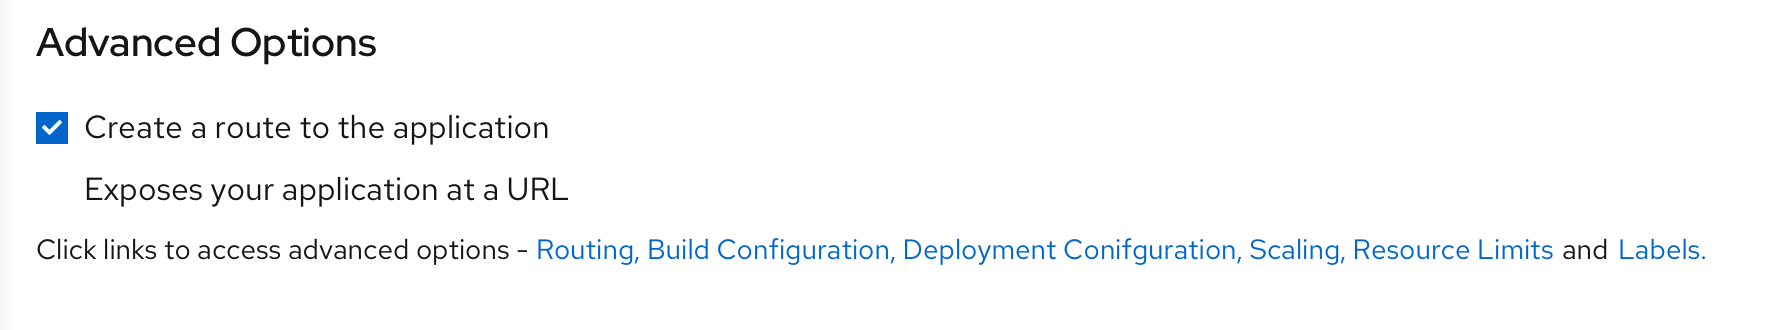 Advanced Options
Create a route to the application
Exposes your application at a URL
Click links to access advanced options - Routing, Build Configuration, Deployment Conifguration, Scaling, Resource Limits and Labels.